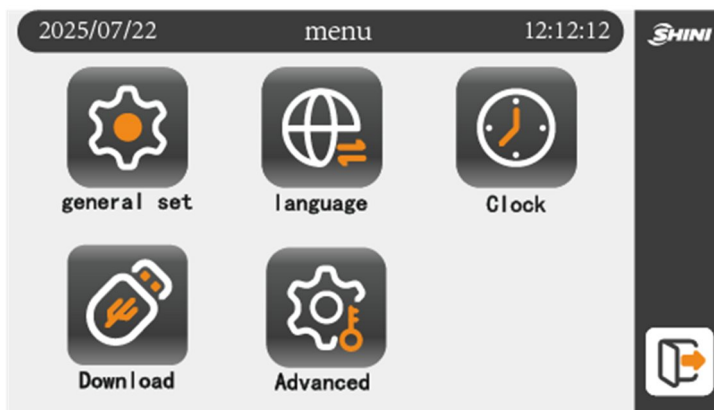 2025/07/22 menu 12:12:12 SHINI
general set language Clock
Download Advanced